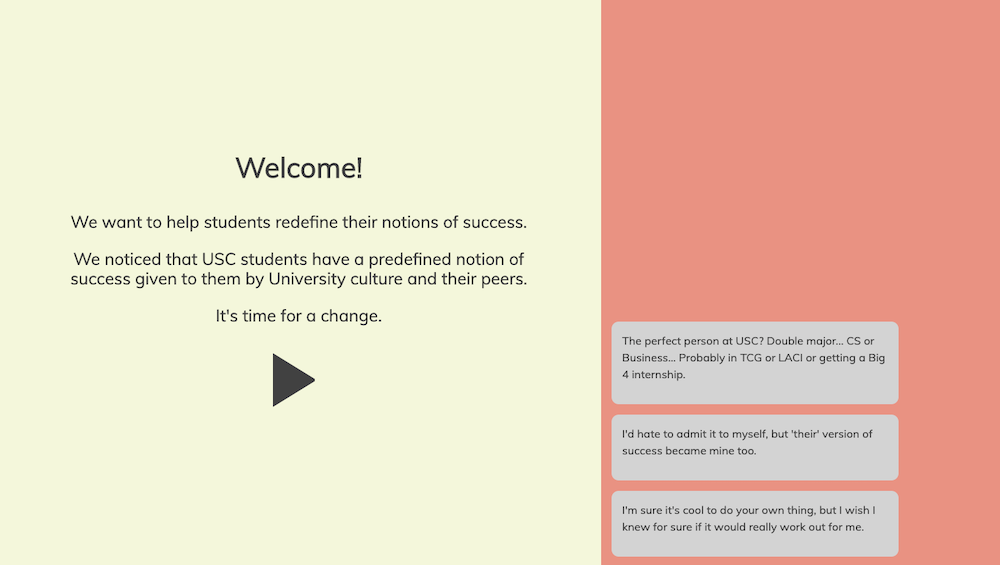 Welcome!
We want to help students redefine their notions of success.
We noticed that USC students have a predefined notion of
success given to them by University culture and their peers.
It's time for a change.
The perfect person at USC? Double major... CS or
Business... Probably in TCG or LACI or getting a Big
4 internship.
I'd hate to admit it to myself, but 'their' version of
success became mine too.
I'm sure it's cool to do your own thing, but I wish I
knew for sure if it would really work out for me.